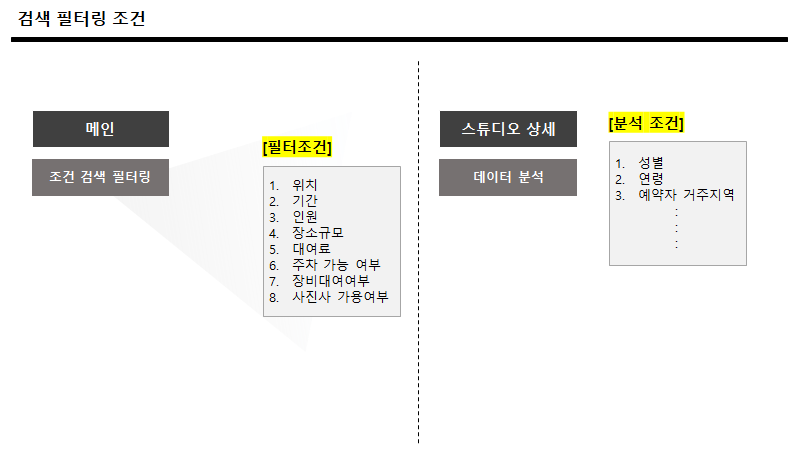 검색 필터링 조건
메인
조건 검색 필터링
[필터조건]
1. 위치
2. 기간
3. 인원
4. 장소규모
5. 대여료
6. 주차 가능 여부
7. 장비대여여부
8. 사진사 가용여부
스튜디오 상세
데이터 분석
[분석 조건]
1. 성별
2. 연령
3. 예약자 거주지역
:
:
: